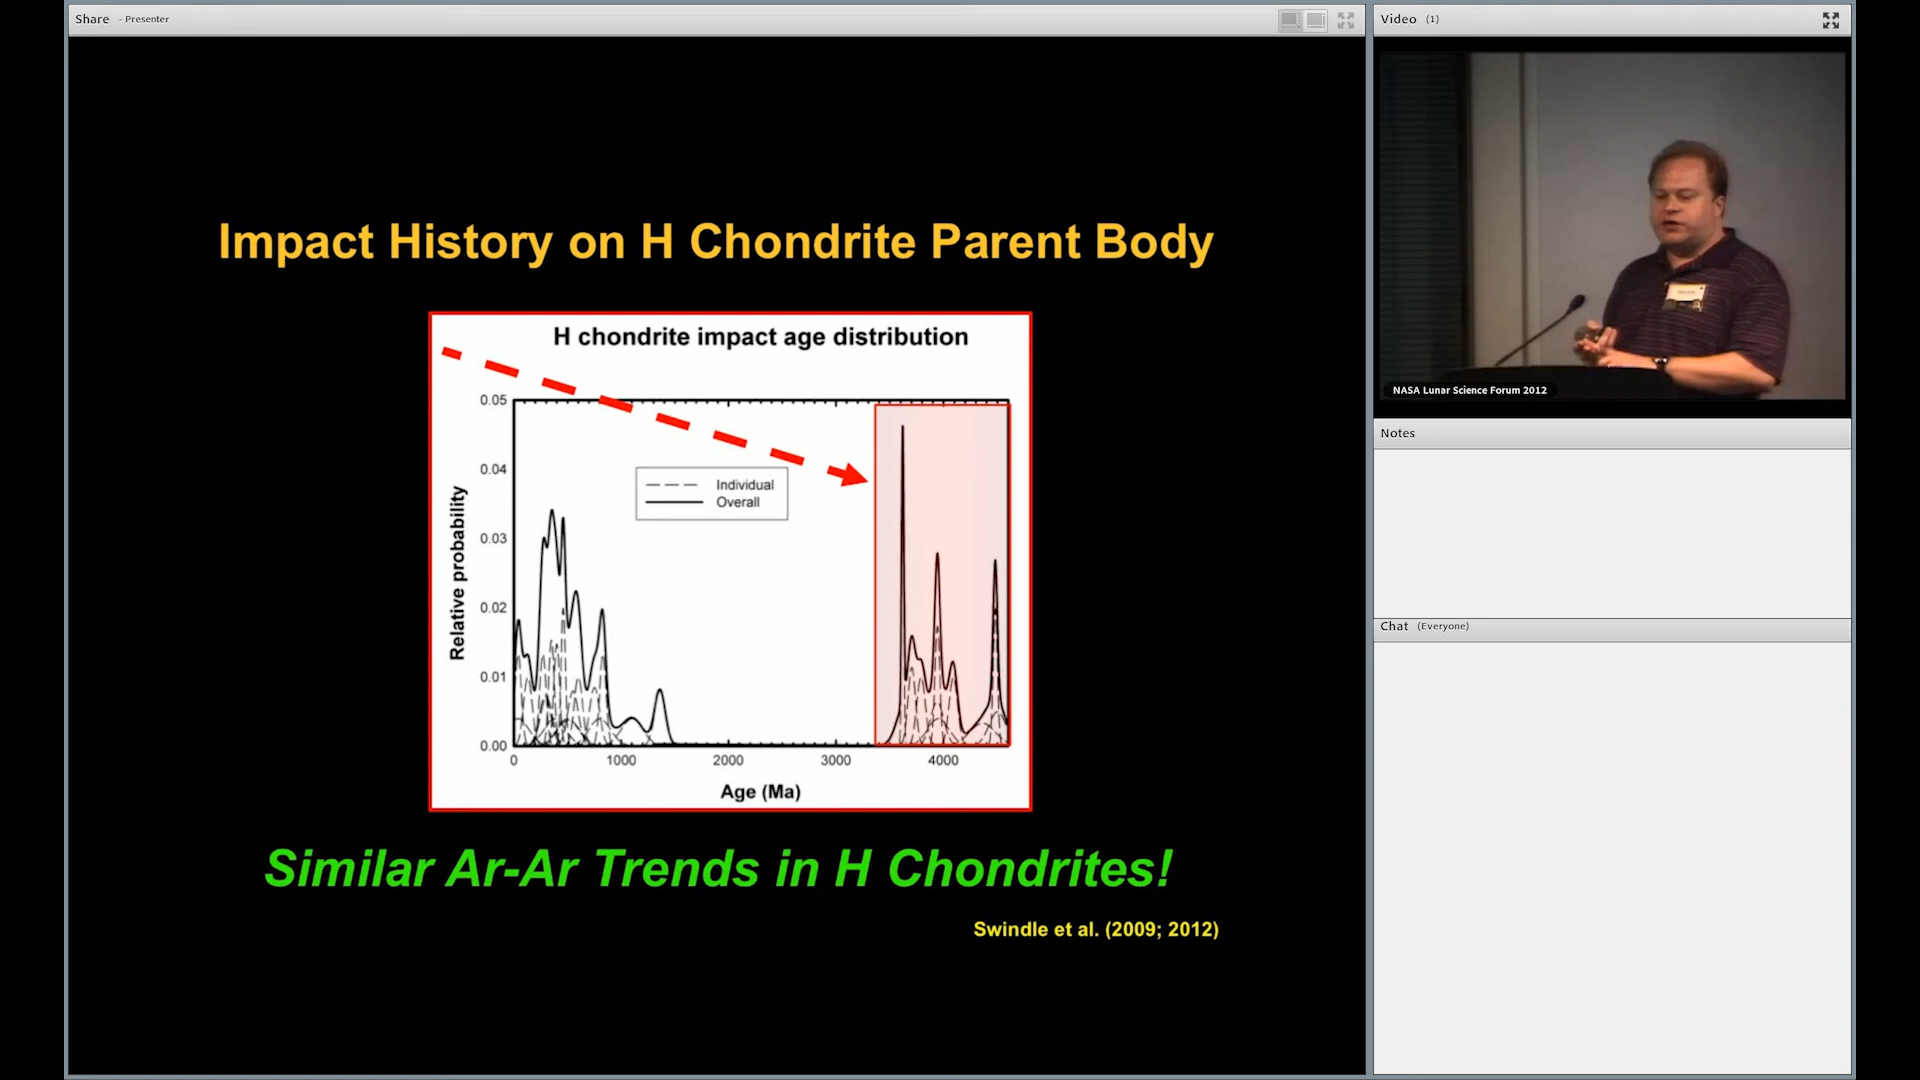 Share - Presenter
Impact History on H Chondrite Parent Body
H chondrite impact age distribution
0.05
0.04
0.03
0.02
0.01
0.00
Relative probability
Individual
Overall
0 1000 2000 3000 4000
Age (Ma)
Similar Ar-Ar Trends in H Chondrites!
Swindle et al. (2009; 2012)
Video (1)
NASA Lunar Science Forum 2012
Notes
Chat (Everyone)